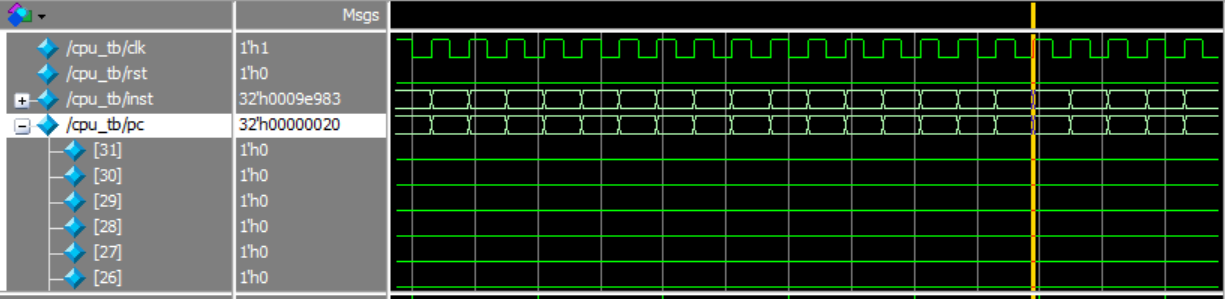 Msgs
/cpu_tb/clk 1'h1
/cpu_tb/rst 1'h0
/cpu_tb/inst 32'h0009e983
/cpu_tb/pc 32'h00000020
[31] 1'h0
[30] 1'h0
[29] 1'h0
[28] 1'h0
[27] 1'h0
[26] 1'h0